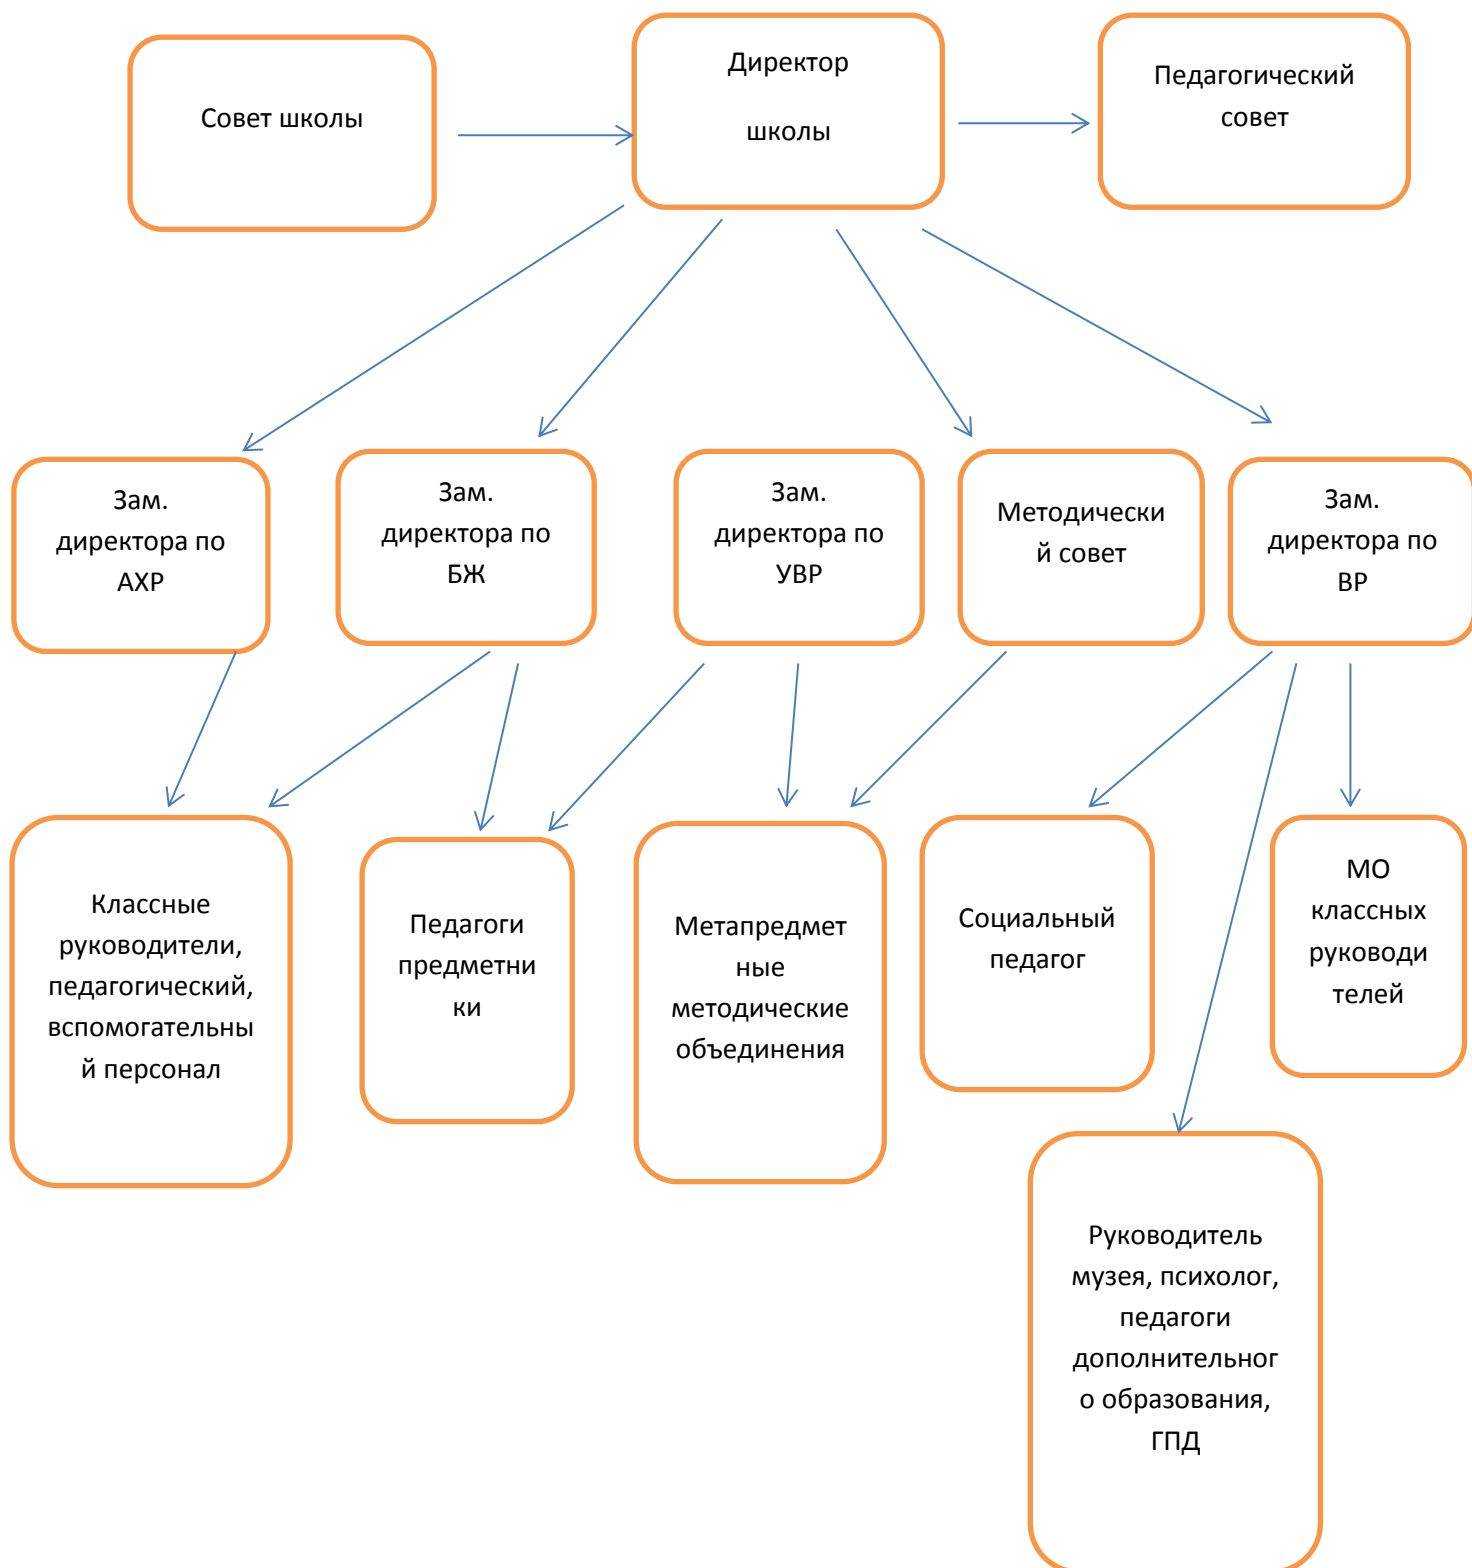 Совет школы
Директор
школы
Педагогический
совет
Зам.
директора по
АХР
Зам.
директора по
БЖ
Зам.
директора по
УВР
Методически
й совет
Зам.
директора по
ВР
Классные
руководители,
педагогический,
вспомогательны
й персонал
Педагоги
предметни
ки
Метапредмет
ные
методические
объединения
Социальный
педагог
МО
классных
руководи
телей
Руководитель
музея, психолог,
педагоги
дополнительног
о образования,
ГПД